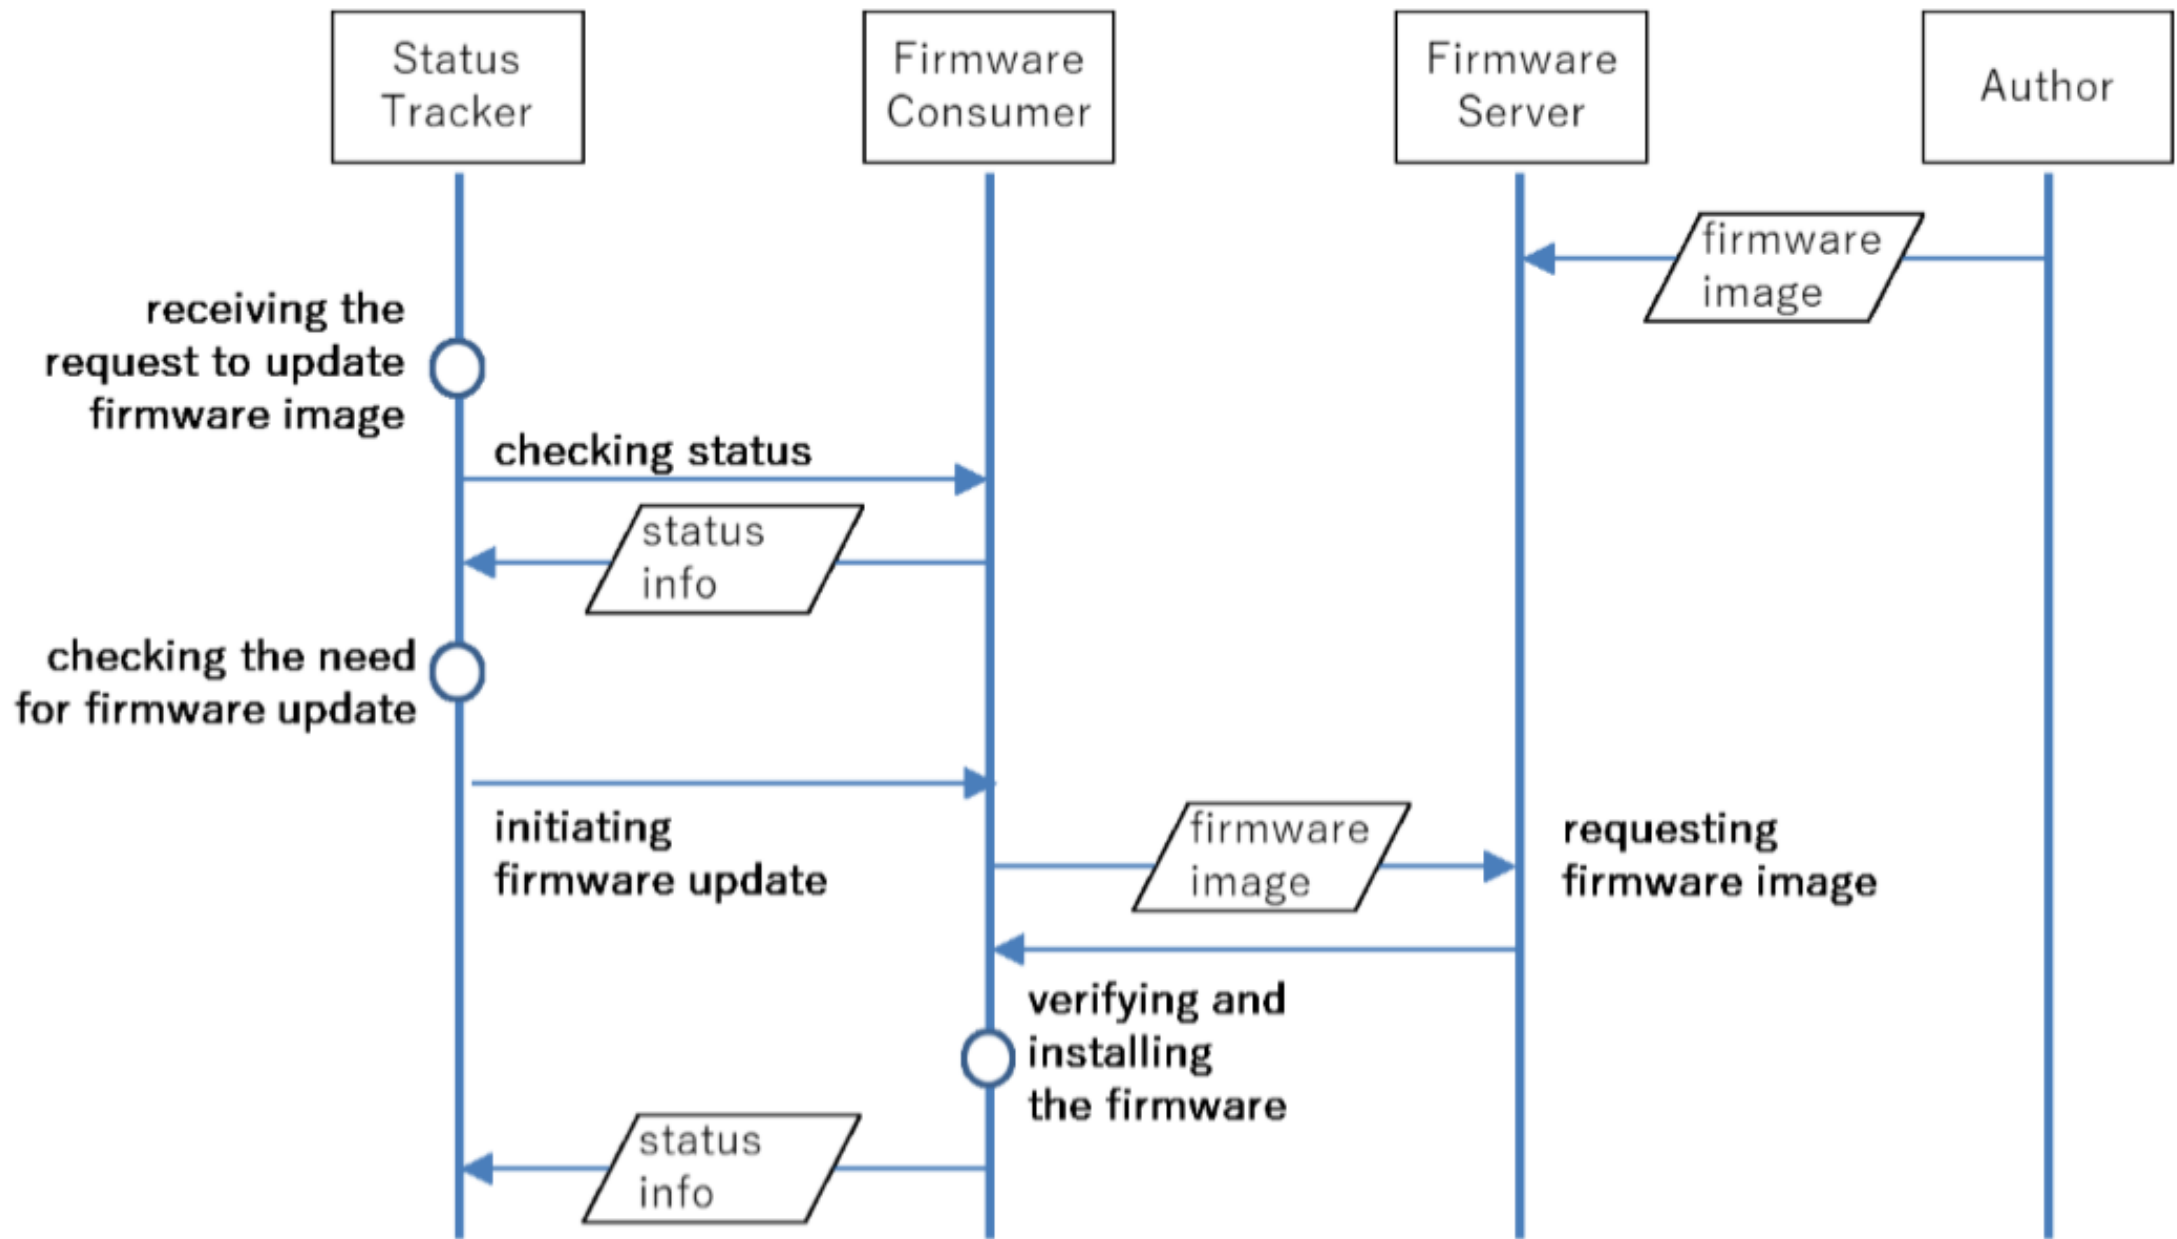 Status
Tracker
Firmware
Consumer
Firmware
Server
Author
firmware
image
receiving the
request to update
firmware image
checking status
status
info
checking the need
for firmware update
initiating
firmware update
firmware
image
requesting
firmware image
verifying and
installing
the firmware
status
info